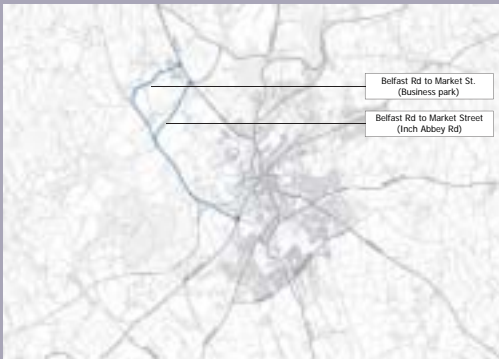 Belfast Rd to Market St.
(Business park)
Belfast Rd to Market Street
(Inch Abbey Rd)